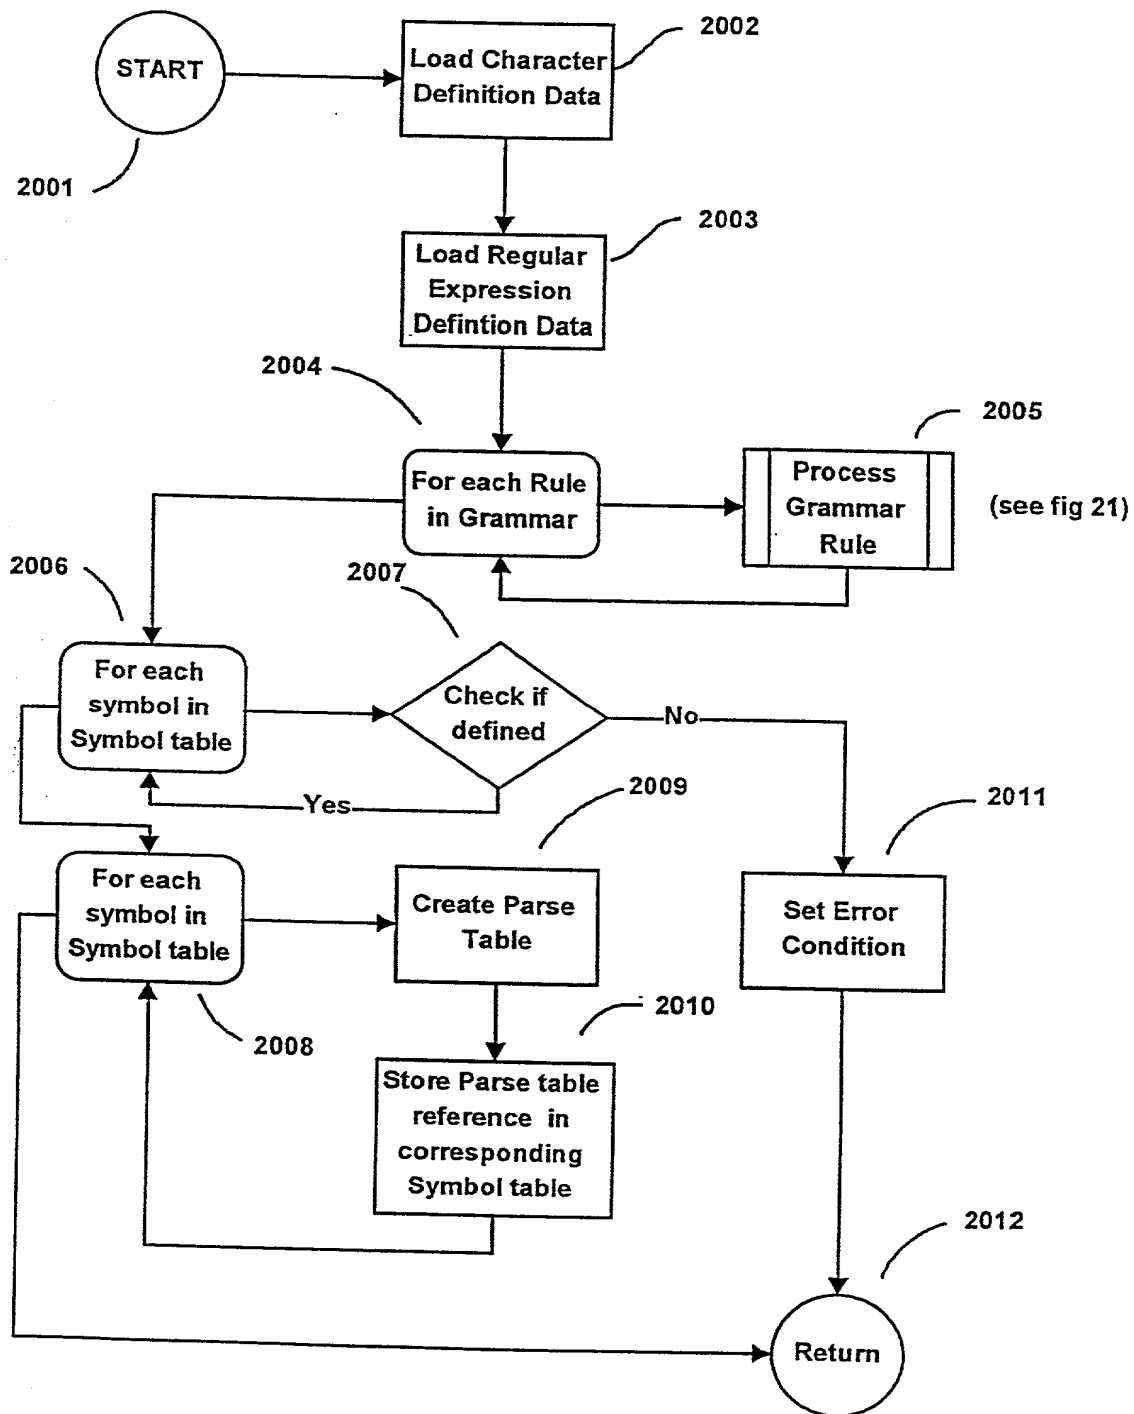 START
2001
Load Character
Definition Data
2002
Load Regular
Expression
Defintion Data
2003
2004
For each Rule
in Grammar
2005
Process
Grammar
Rule
(see fig 21)
2006
For each
symbol in
Symbol table
2007
Check if
defined
No
Yes
2009
2011
For each
symbol in
Symbol table
2008
Create Parse
Table
Set Error
Condition
2010
Store Parse table
reference in
corresponding
Symbol table
2012
Return